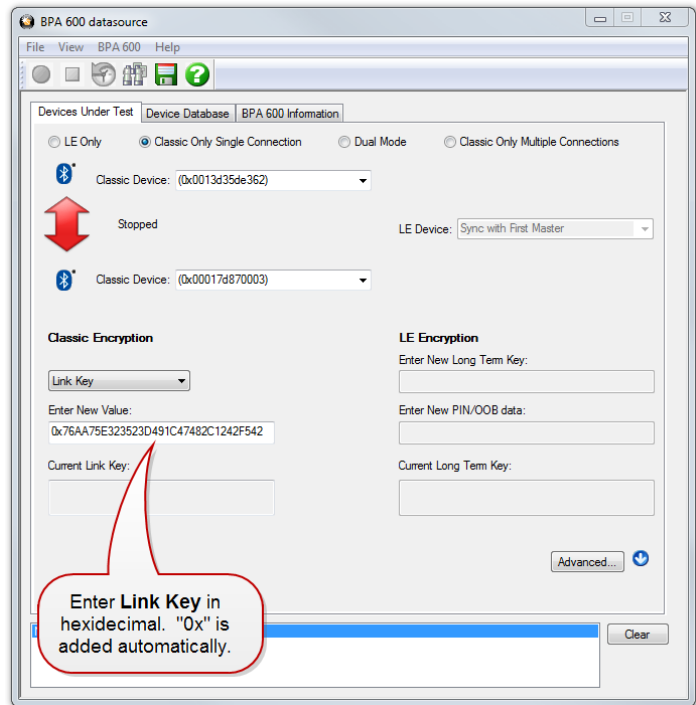 BPA 600 datasource
File View BPA 600 Help
Devices Under Test Device Database BPA 600 Information
LE Only Classic Only Single Connection Dual Mode Classic Only Multiple Connections
Classic Device: (0x0013d35de362)
Stopped
LE Device: Sync with First Master
Classic Device: (0x00017d870003)
Classic Encryption LE Encryption
Enter New Long Term Key:
Link Key
Enter New Value: Enter New PIN/OOB data:
0x76AA75E323523D491C47482C1242F542
Current Link Key: Current Long Term Key:
Advanced...
Enter Link Key in
hexidecimal. "0x" is
added automatically.
Clear